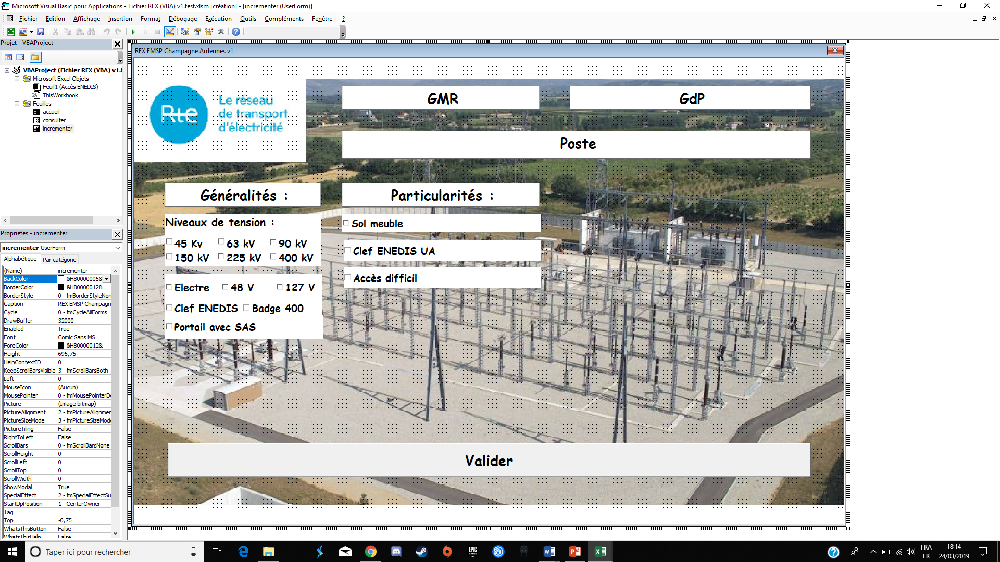 Microsoft Visual Basic pour Applications - Fichier REX (VBA) v1.test.xlsm [création] - [incrementer (UserForm)]
Fichier Edition Affichage Insertion Format Débogage Exécution Outils Compléments Fenêtre ?
Projet - VBAProject
VBAProject (Fichier REX (VBA) v1.t
Microsoft Excel Objets
Feuil1 (Accès ENEDIS)
ThisWorkbook
Feuilles
accueil
consulter
incrementer
Propriétés - incrementer
incrementer UserForm
Alphabétique Par catégorie
(Name) incrementer
BackColor &H80000005&
BorderColor &H80000012&
BorderStyle 0 - fmBorderStyleNon
Caption REX EMSP Champagn
Cycle 0 - fmCycleAllForms
DrawBuffer 32000
Enabled True
Font Comic Sans MS
ForeColor &H80000012&
Height 696,75
HelpContextID 0
KeepScrollBarsVisible 3 - fmScrollBarsBoth
Left 0
MouseIcon (Aucun)
MousePointer 0 - fmMousePointerDe
Picture (Image bitmap)
PictureAlignment 2 - fmPictureAlignmer
PictureSizeMode 3 - fmPictureSizeMode
PictureTiling False
RightToLeft False
ScrollBars 0 - fmScrollBarsNone
ScrollHeight 0
ScrollLeft 0
ScrollTop 0
ScrollWidth 0
ShowModal True
SpecialEffect 2 - fmSpecialEffectSu
StartUpPosition 1 - CenterOwner
Tag
Top -0,75
WhatsThisButton False
WhatsThisHelp False
REX EMSP Champagne Ardennes v1
Rte
Le réseau
de transport
d'électricité
GMR GdP
Poste
Généralités : Particularités :
Niveaux de tension :
45 Kv 63 kV 90 kV
150 kV 225 kV 400 kV
Electre 48 V 127 V
Clef ENEDIS Badge 400
Portail avec SAS
Sol meuble
Clef ENEDIS UA
Accès difficil
Valider
Taper ici pour rechercher
EPIC
GAMES
FRA
FR
18:14
24/03/2019